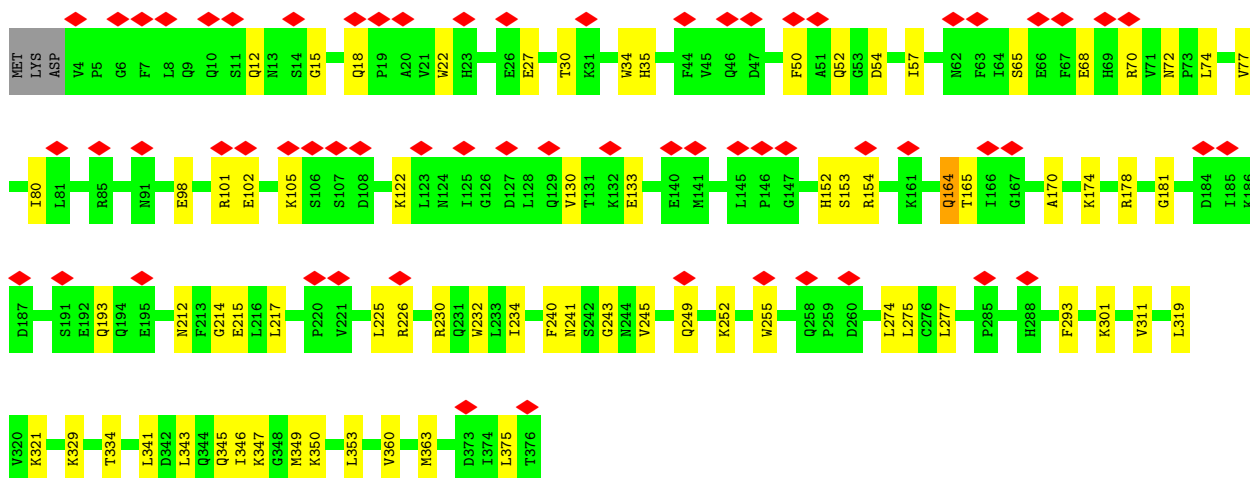 MET LYS ASP V4 P5 G6 F7 L8 Q9 Q10 S11 Q12 N13 S14 G15 Q18 P19 A20 V21 W22 H23 E26 E27 T30 K31 W34 H35 F44 V45 Q46 D47 F50 A51 Q52 G53 D54 I57 N62 F63 I64 S65 E66 F67 E68 H69 R70 V71 N72 P73 L74 V77
I80 L81 R85 N91 E98 R101 E102 K105 S106 S107 D108 K122 L123 N124 I125 G126 D127 L128 Q129 V130 T131 K132 E133 E140 M141 L145 P146 G147 H152 S153 R154 K161 Q164 T165 I166 G167 A170 K174 R178 G181 D184 I185 K186
D187 S191 E192 Q193 Q194 E195 N212 F213 G214 E215 L216 L217 P220 V221 L225 R226 R230 Q231 W232 L233 I234 F240 N241 S242 G243 N244 V245 Q249 K252 W255 Q258 P259 D260 L274 L275 C276 L277 P285 H288 F293 K301 V311 L319
V320 K321 K329 T334 L341 D342 L343 Q344 Q345 I346 K347 G348 M349 K350 L353 V360 M363 D373 I374 L375 T376